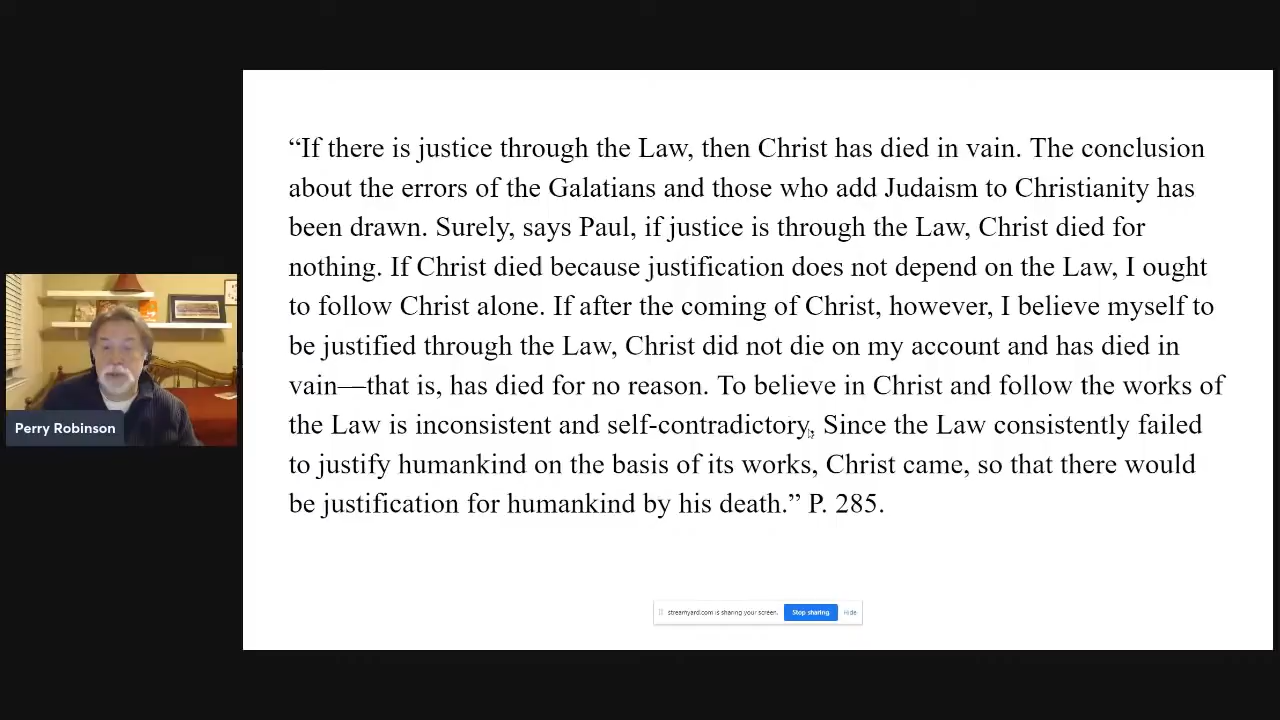 “If there is justice through the Law, then Christ has died in vain. The conclusion
about the errors of the Galatians and those who add Judaism to Christianity has
been drawn. Surely, says Paul, if justice is through the Law, Christ died for
nothing. If Christ died because justification does not depend on the Law, I ought
to follow Christ alone. If after the coming of Christ, however, I believe myself to
be justified through the Law, Christ did not die on my account and has died in
vain—that is, has died for no reason. To believe in Christ and follow the works of
the Law is inconsistent and self-contradictory, Since the Law consistently failed
to justify humankind on the basis of its works, Christ came, so that there would
be justification for humankind by his death.” P. 285.
Perry Robinson
streamyard.com is sharing your screen. Stop sharing Hide